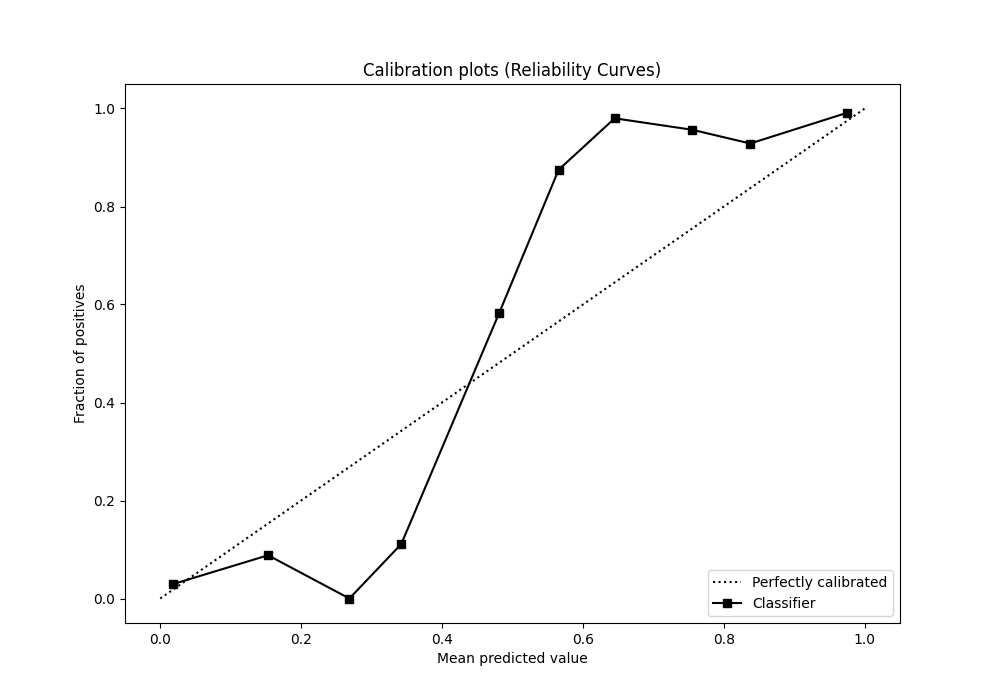 Calibration plots (Reliability Curves)
1.0
0.8
0.6
0.4
0.2
0.0
Fraction of positives
Perfectly calibrated
Classifier
0.0 0.2 0.4 0.6 0.8 1.0
Mean predicted value